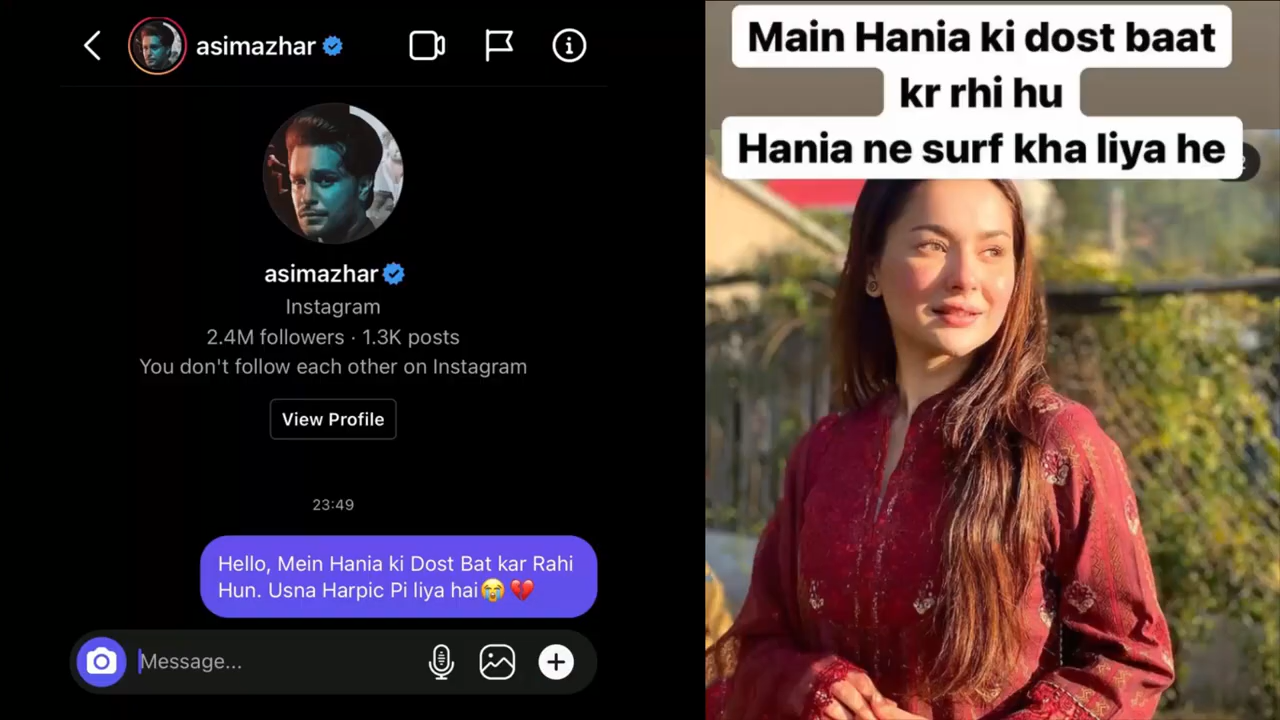 asimazhar
asimazhar
Instagram
2.4M followers · 1.3K posts
You don't follow each other on Instagram
View Profile
23:49
Hello, Mein Hania ki Dost Bat kar Rahi
Hun. Usna Harpic Pi liya hai😭 💔
Message...
Main Hania ki dost baat
kr rhi hu
Hania ne surf kha liya he